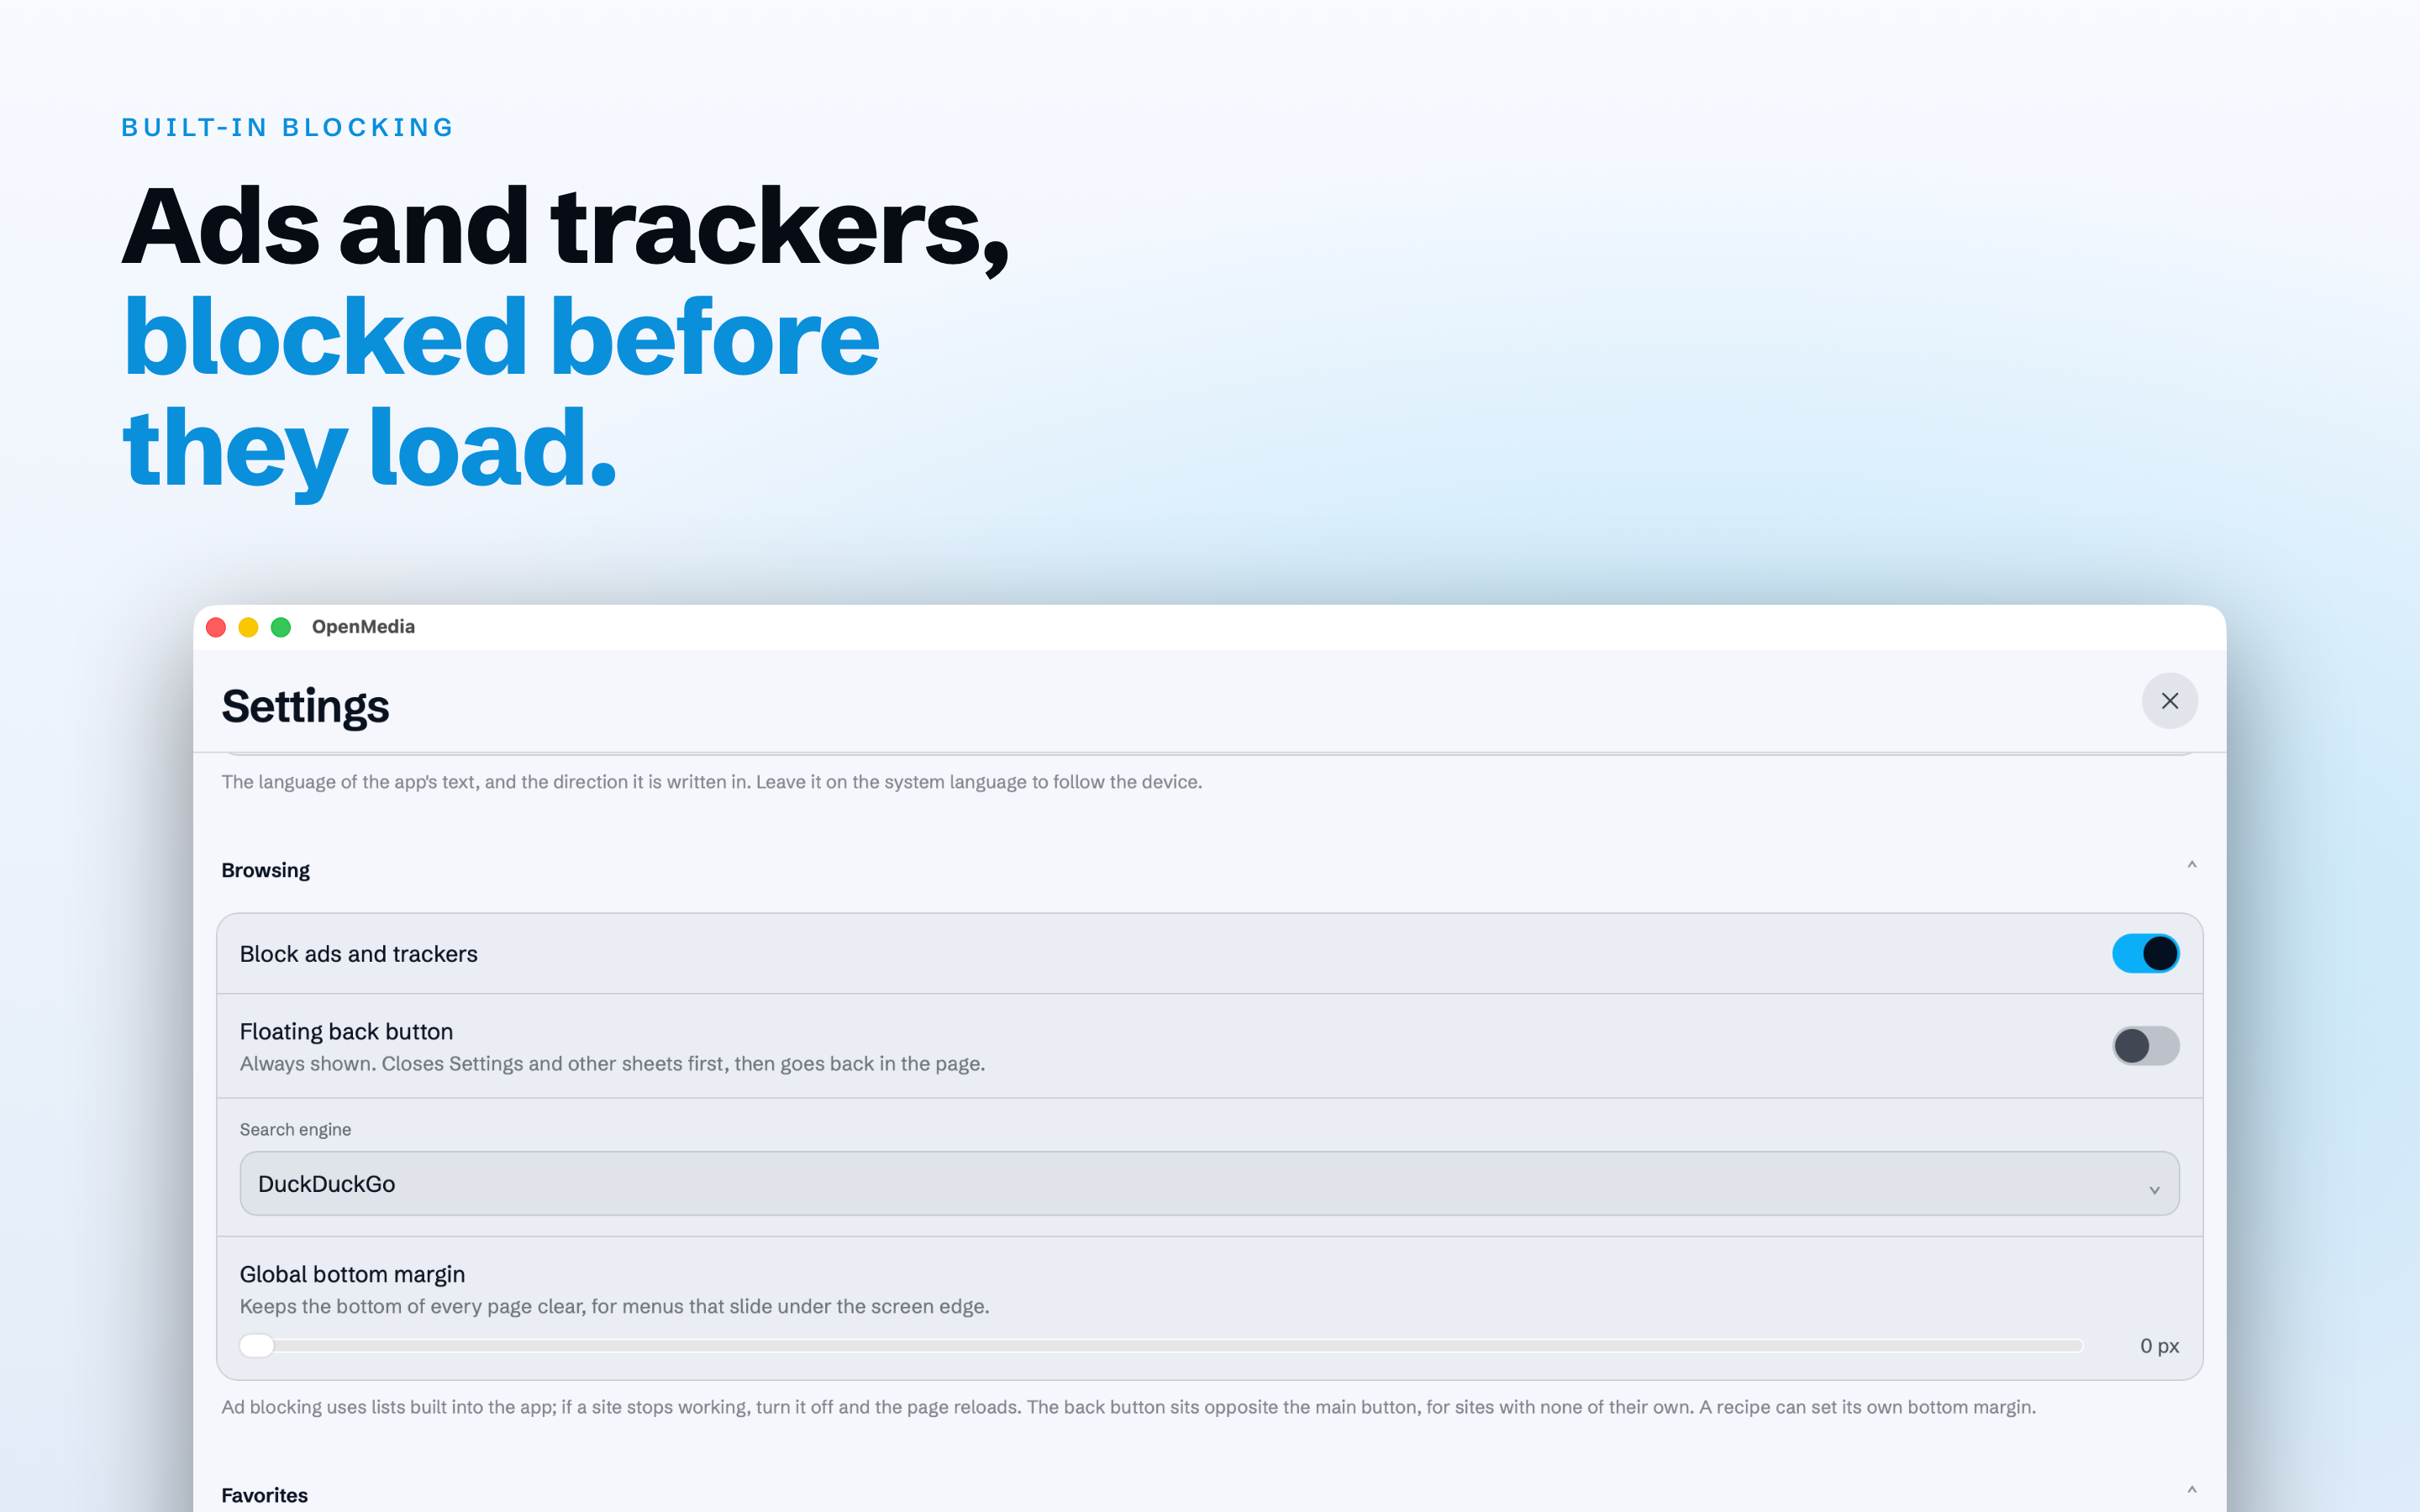 BUILT-IN BLOCKING
Ads and trackers,
blocked before
they load.
OpenMedia
Settings
The language of the app's text, and the direction it is written in. Leave it on the system language to follow the device.
Browsing
Block ads and trackers
Floating back button
Always shown. Closes Settings and other sheets first, then goes back in the page.
Search engine
DuckDuckGo
Global bottom margin
Keeps the bottom of every page clear, for menus that slide under the screen edge.
0 px
Ad blocking uses lists built into the app; if a site stops working, turn it off and the page reloads. The back button sits opposite the main button, for sites with none of their own. A recipe can set its own bottom margin.
Favorites